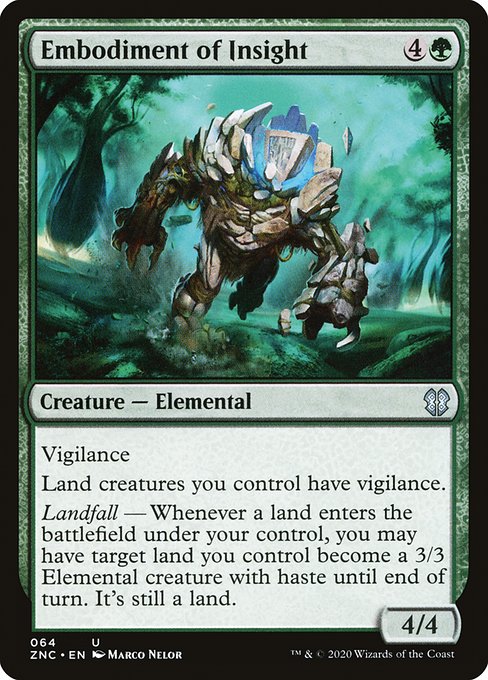 Embodiment of Insight 4
Creature — Elemental
Vigilance
Land creatures you control have vigilance.
Landfall — Whenever a land enters the
battlefield under your control, you may
have target land you control become a 3/3
Elemental creature with haste until end of
turn. It's still a land.
4/4
064 U
ZNC • EN Marco Nelor
™ & © 2020 Wizards of the Coast